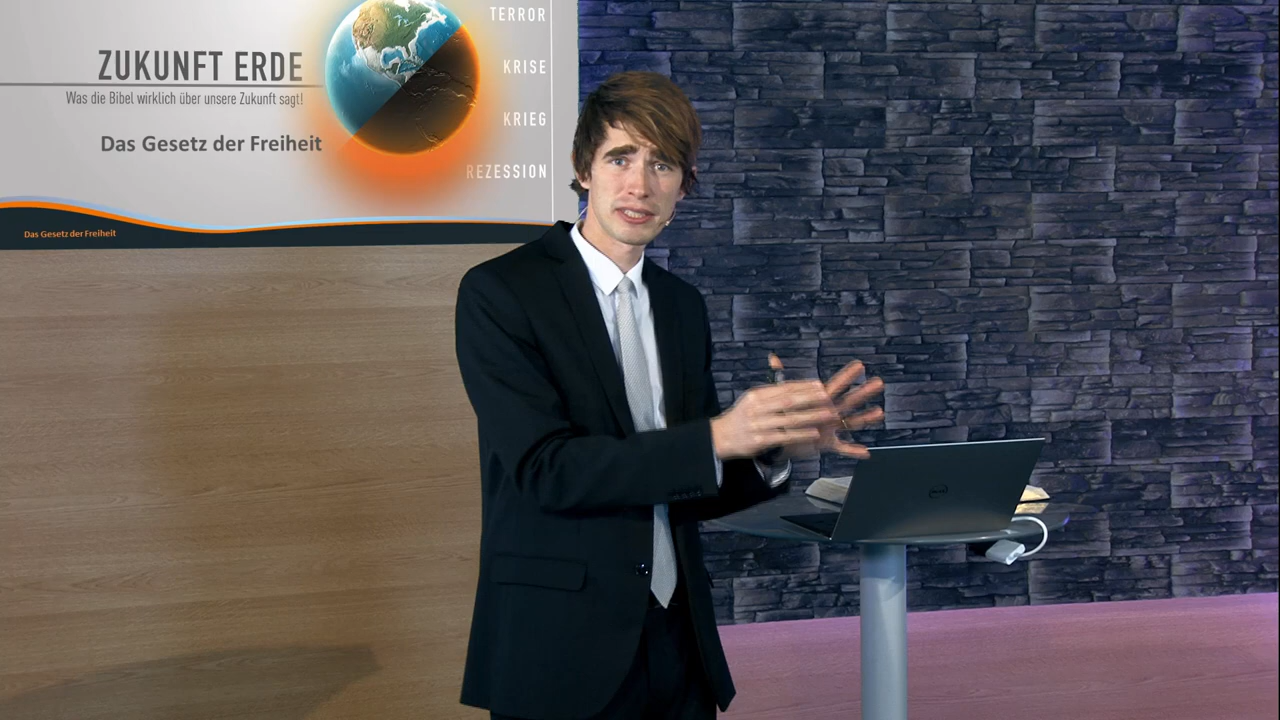 ZUKUNFT ERDE
Was die Bibel wirklich über unsere Zukunft sagt!
Das Gesetz der Freiheit
TERROR
KRISE
KRIEG
REZESSION
Das Gesetz der Freiheit
DELL